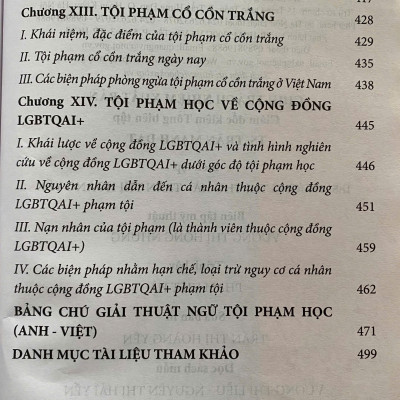 Chương XIII. TỘI PHẠM CỔ CỒN TRẮNG 428
I. Khái niệm, đặc điểm của tội phạm cổ cồn trắng 429
II. Tội phạm cổ cồn trắng ngày nay 435
III. Các biện pháp phòng ngừa tội phạm cổ cồn trắng ở Việt Nam 438
Chương XIV. TỘI PHẠM HỌC VỀ CỘNG ĐỒNG
LGBTQAI+ 445
I. Khái lược về cộng đồng LGBTQAI+ và tình hình nghiên
cứu về cộng đồng LGBTQAI+ dưới góc độ tội phạm học 446
II. Nguyên nhân dẫn đến cá nhân thuộc cộng đồng
LGBTQAI+ phạm tội 451
III. Nạn nhân của tội phạm (là thành viên thuộc cộng đồng
LGBTQAI+) 459
IV. Các biện pháp nhằm hạn chế, loại trừ nguy cơ cá nhân
thuộc cộng đồng LGBTQAI+ phạm tội 462
BẢNG CHÚ GIẢI THUẬT NGỮ TỘI PHẠM HỌC
(ANH - VIỆT) 471
DANH MỤC TÀI LIỆU THAM KHẢO 499